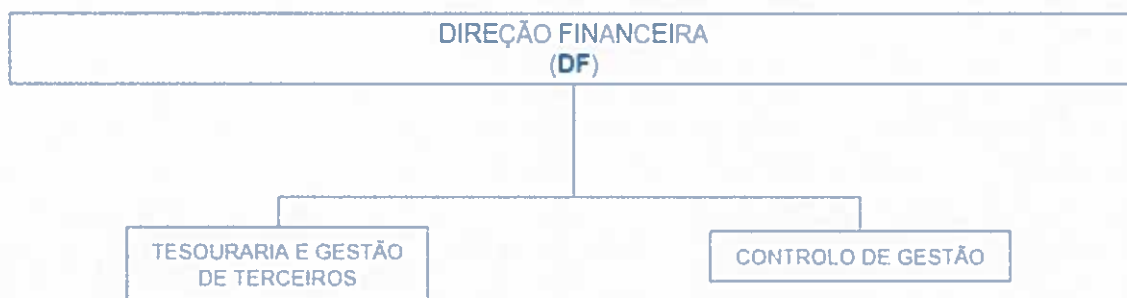 DIREÇÃO FINANCEIRA
(DF)
TESOURARIA E GESTÃO
DE TERCEIROS
CONTROLO DE GESTÃO